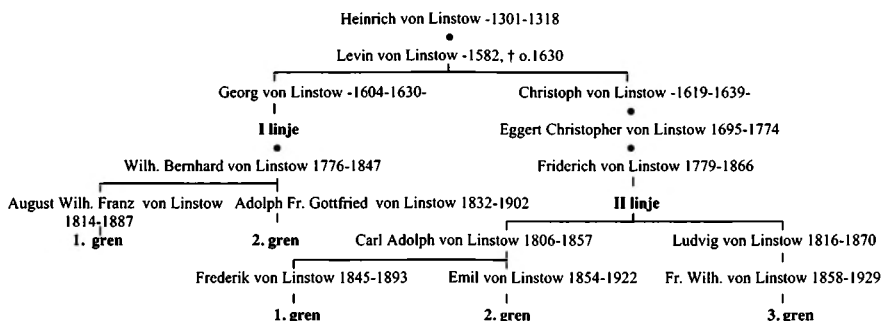 Heinrich von Linstow -1301-1318
Levin von Linstow -1582, † o.1630
Georg von Linstow -1604-1630-
Christoph von Linstow -1619-1639-
I linje
Eggert Christopher von Linstow 1695-1774
Wilh. Bernhard von Linstow 1776-1847
Friderich von Linstow 1779-1866
August Wilh. Franz von Linstow
1814-1887
Adolph Fr. Gottfried von Linstow 1832-1902
II linje
1. gren
2. gren
Carl Adolph von Linstow 1806-1857
Ludvig von Linstow 1816-1870
Frederik von Linstow 1845-1893
Emil von Linstow 1854-1922
Fr. Wilh. von Linstow 1858-1929
1. gren
2. gren
3. gren